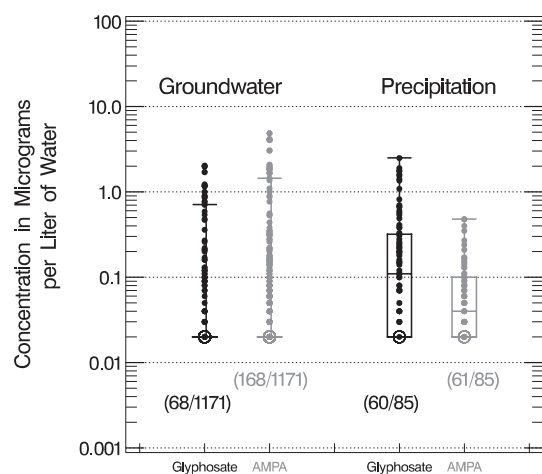 Concentration in Micrograms
per Liter of Water
100
10.0
1.0
0.1
0.01
0.001
Groundwater
Precipitation
(168/1171)
(61/85)
(68/1171)
(60/85)
Glyphosate
AMPA
Glyphosate
AMPA